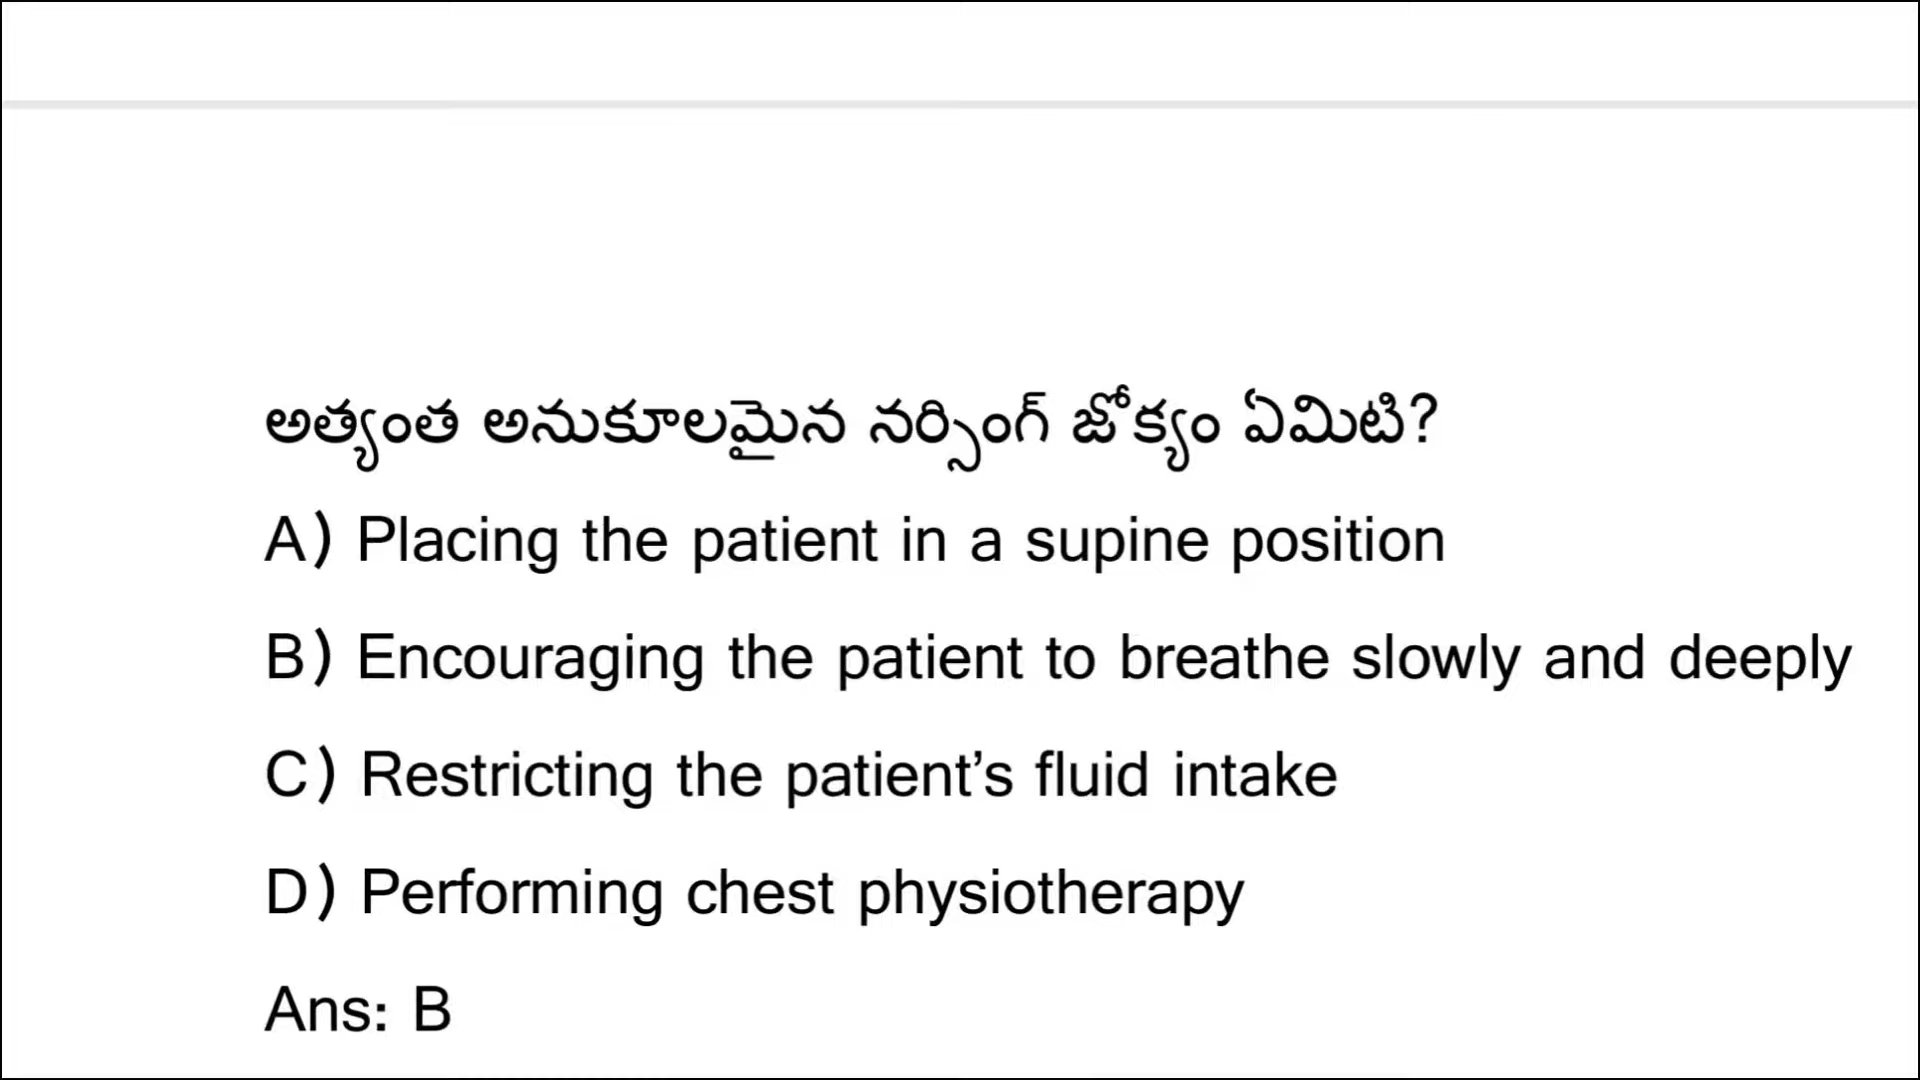 అత్యంత అనుకూలమైన నర్సింగ్ జోక్యం ఏమిటి?
A) Placing the patient in a supine position
B) Encouraging the patient to breathe slowly and deeply
C) Restricting the patient’s fluid intake
D) Performing chest physiotherapy
Ans: B